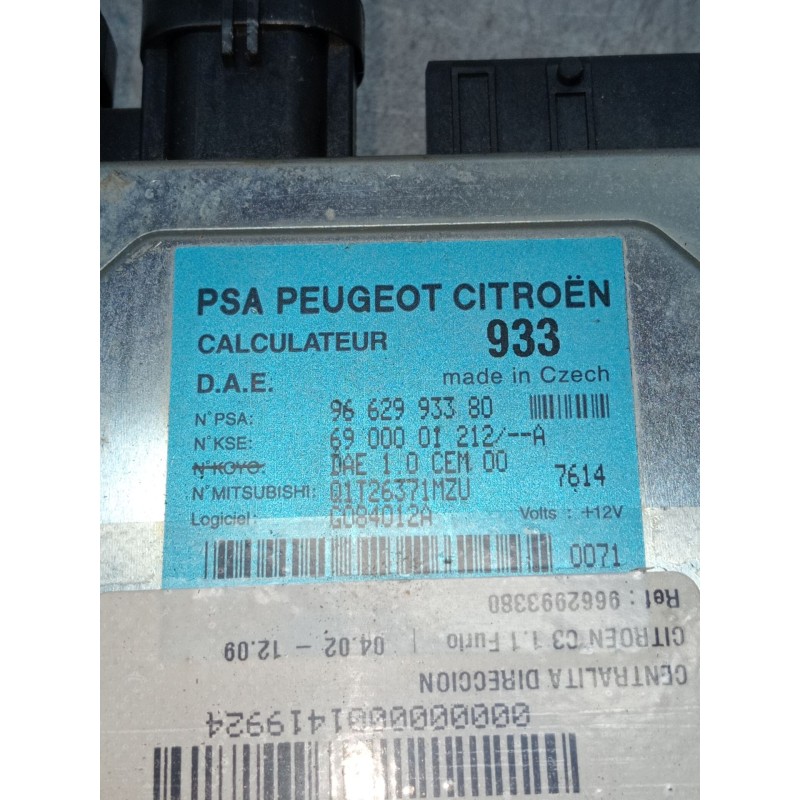 PSA PEUGEOT CITROËN
CALCULATEUR 933
D.A.E. made in Czech
N°PSA: 96 629 933 80
N°KSE: 69 000 01 212/--A
N°KOYO: DAE 1 0 CEM 00
N°MITSUBISHI: Q1T26371MZU 7614
Logiciel: G084012A Volts : +12V
0071
0000000001419924
CENTRALITA DIRECCION
CITROEN C3 1.1 Furio | 04.02 - 12.09
Ref : 9662993380